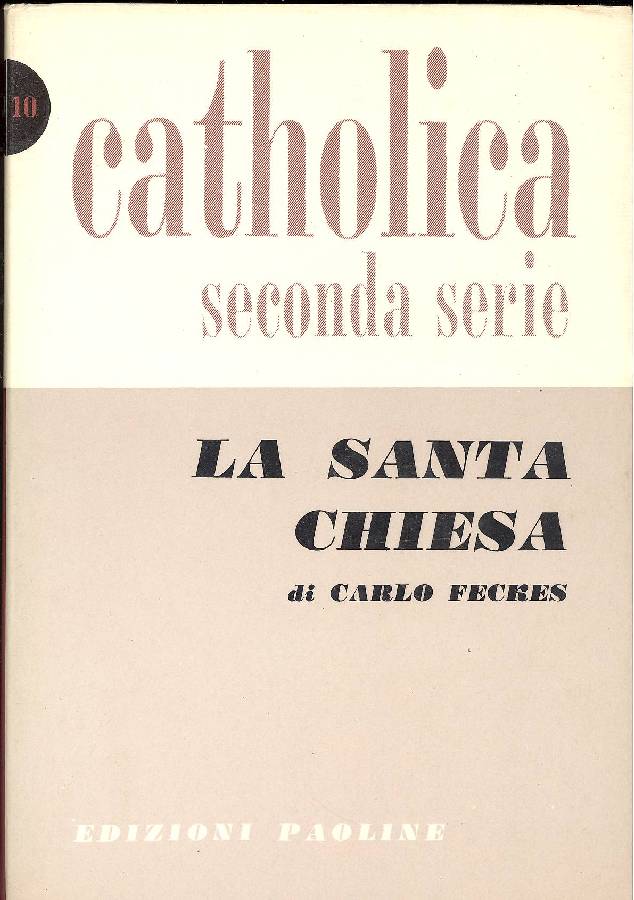 10
catholica
seconda serie
LA SANTA
CHIESA
di CARLO FECKES
EDIZIONI PAOLINE